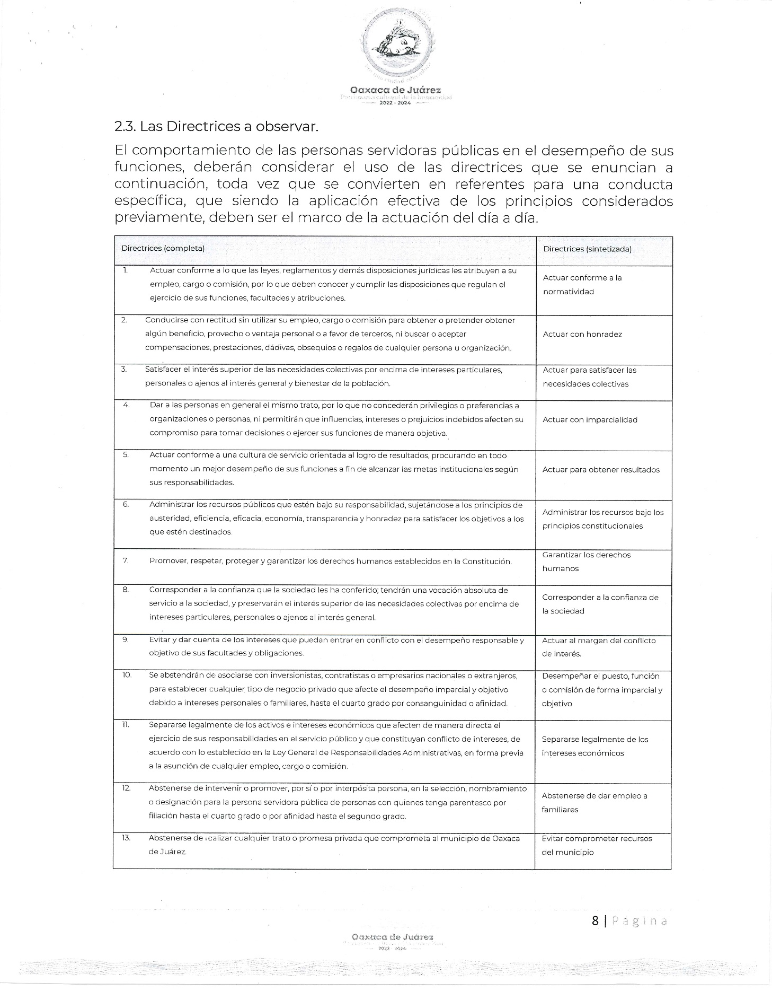 Oaxaca de Juárez
Patrimonio cultural de la humanidad
2022 - 2024
2.3. Las Directrices a observar.
El comportamiento de las personas servidoras públicas en el desempeño de sus
funciones, deberán considerar el uso de las directrices que se enuncian a
continuación, toda vez que se convierten en referentes para una conducta
específica, que siendo la aplicación efectiva de los principios considerados
previamente, deben ser el marco de la actuación del día a día.
Directrices (completa)
Directrices (sintetizada)
1. Actuar conforme a lo que las leyes, reglamentos y demás disposiciones jurídicas les atribuyen a su
empleo, cargo o comisión, por lo que deben conocer y cumplir las disposiciones que regulan el
ejercicio de sus funciones, facultades y atribuciones.
Actuar conforme a la
normatividad
2. Conducirse con rectitud sin utilizar su empleo, cargo o comisión para obtener o pretender obtener
algún beneficio, provecho o ventaja personal o a favor de terceros, ni buscar o aceptar
compensaciones, prestaciones, dádivas, obsequios o regalos de cualquier persona u organización.
Actuar con honradez
3. Satisfacer el interés superior de las necesidades colectivas por encima de intereses particulares,
personales o ajenos al interés general y bienestar de la población.
Actuar para satisfacer las
necesidades colectivas
4. Dar a las personas en general el mismo trato, por lo que no concederán privilegios o preferencias a
organizaciones o personas, ni permitirán que influencias, intereses o prejuicios indebidos afecten su
compromiso para tomar decisiones o ejercer sus funciones de manera objetiva.
Actuar con imparcialidad
5. Actuar conforme a una cultura de servicio orientada al logro de resultados, procurando en todo
momento un mejor desempeño de sus funciones a fin de alcanzar las metas institucionales según
sus responsabilidades.
Actuar para obtener resultados
6. Administrar los recursos públicos que estén bajo su responsabilidad, sujetándose a los principios de
austeridad, eficiencia, eficacia, economía, transparencia y honradez para satisfacer los objetivos a los
que estén destinados.
Administrar los recursos bajo los
principios constitucionales
7. Promover, respetar, proteger y garantizar los derechos humanos establecidos en la Constitución.
Garantizar los derechos
humanos
8. Corresponder a la confianza que la sociedad les ha conferido; tendrán una vocación absoluta de
servicio a la sociedad, y preservarán el interés superior de las necesidades colectivas por encima de
intereses particulares, personales o ajenos al interés general.
Corresponder a la confianza de
la sociedad
9. Evitar y dar cuenta de los intereses que puedan entrar en conflicto con el desempeño responsable y
objetivo de sus facultades y obligaciones.
Actuar al margen del conflicto
de interés.
10. Se abstendrán de asociarse con inversionistas, contratistas o empresarios nacionales o extranjeros,
para establecer cualquier tipo de negocio privado que afecte el desempeño imparcial y objetivo
debido a intereses personales o familiares, hasta el cuarto grado por consanguinidad o afinidad.
Desempeñar el puesto, función
o comisión de forma imparcial y
objetivo
11. Separarse legalmente de los activos e intereses económicos que afecten de manera directa el
ejercicio de sus responsabilidades en el servicio público y que constituyan conflicto de intereses, de
acuerdo con lo establecido en la Ley General de Responsabilidades Administrativas, en forma previa
a la asunción de cualquier empleo, cargo o comisión.
Separarse legalmente de los
intereses económicos
12. Abstenerse de intervenir o promover, por sí o por interpósita persona, en la selección, nombramiento
o designación para la persona servidora pública de personas con quienes tenga parentesco por
filiación hasta el cuarto grado o por afinidad hasta el segundo grado.
Abstenerse de dar empleo a
familiares
13. Abstenerse de realizar cualquier trato o promesa privada que comprometa al municipio de Oaxaca
de Juárez.
Evitar comprometer recursos
del municipio
8 | Página
Oaxaca de Juárez
2022 - 2024